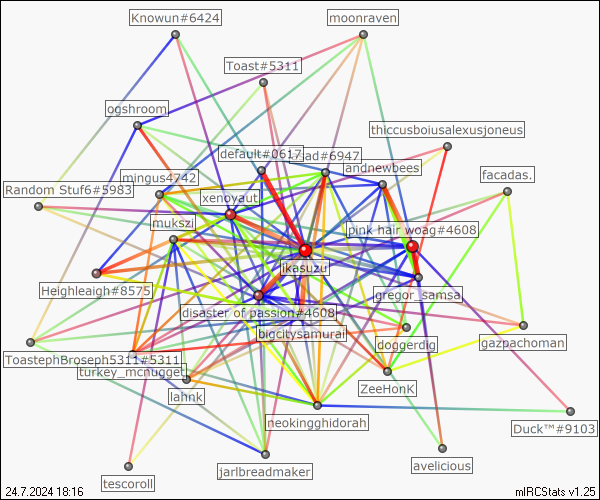 Knowun#6424
moonraven
Toast#5311
ogshroom
thiccusboiusalexusjoneus
default#0617
ad#6947
andnewbees
mingus4742
facadas.
Random Stuf6#5983
xenoyaut
mukszi
pink hair woag#4608
jkasuzu
Heighleaigh#8575
gregor_samsa
disaster of passion#4608
bigcitysamurai
doggerdig
gazpachoman
ToastephBroseph5311#5311
turkey_mcnugget
lahnk
ZeeHonK
neokingghidorah
Duck™#9103
jarlbreadmaker
avelicious
tescoroll
24.7.2024 18:16
mIRCStats v1.25